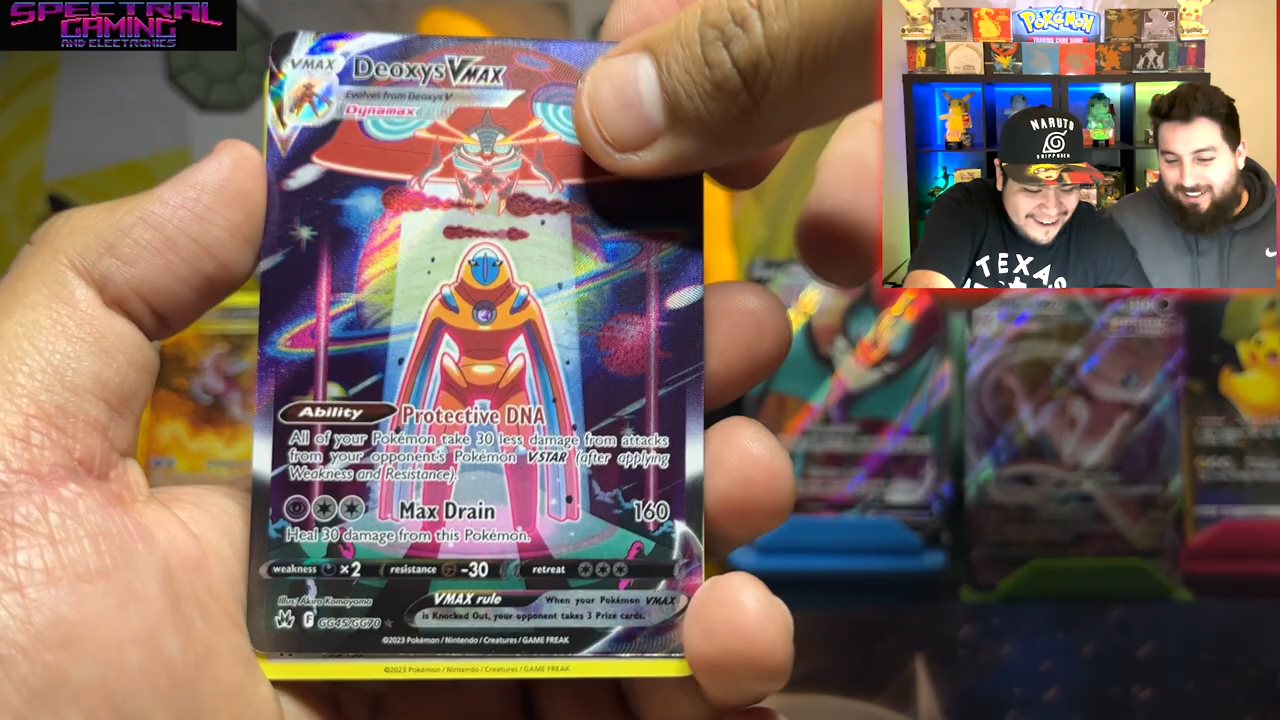 SPECTRAL
GAMING
AND ELECTRONICS
VMAX
Deoxys VMAX
Evolves from Deoxys V
Dynamax
Ability Protective DNA
All of your Pokémon take 30 less damage from attacks
from your opponent's Pokémon VSTAR (after applying
Weakness and Resistance).
Max Drain 160
Heal 30 damage from this Pokémon.
weakness ×2 resistance -30 retreat
VMAX rule When your Pokémon VMAX
is Knocked Out, your opponent takes 3 Prize cards.
Illus. Akira Komayama
F GG45/GG70
©2023 Pokémon / Nintendo / Creatures / GAME FREAK
©2023 Pokémon / Nintendo / Creatures / GAME FREAK
Pokémon
TRADING CARD GAME
NARUTO
SHIPPUDEN
TEXAS